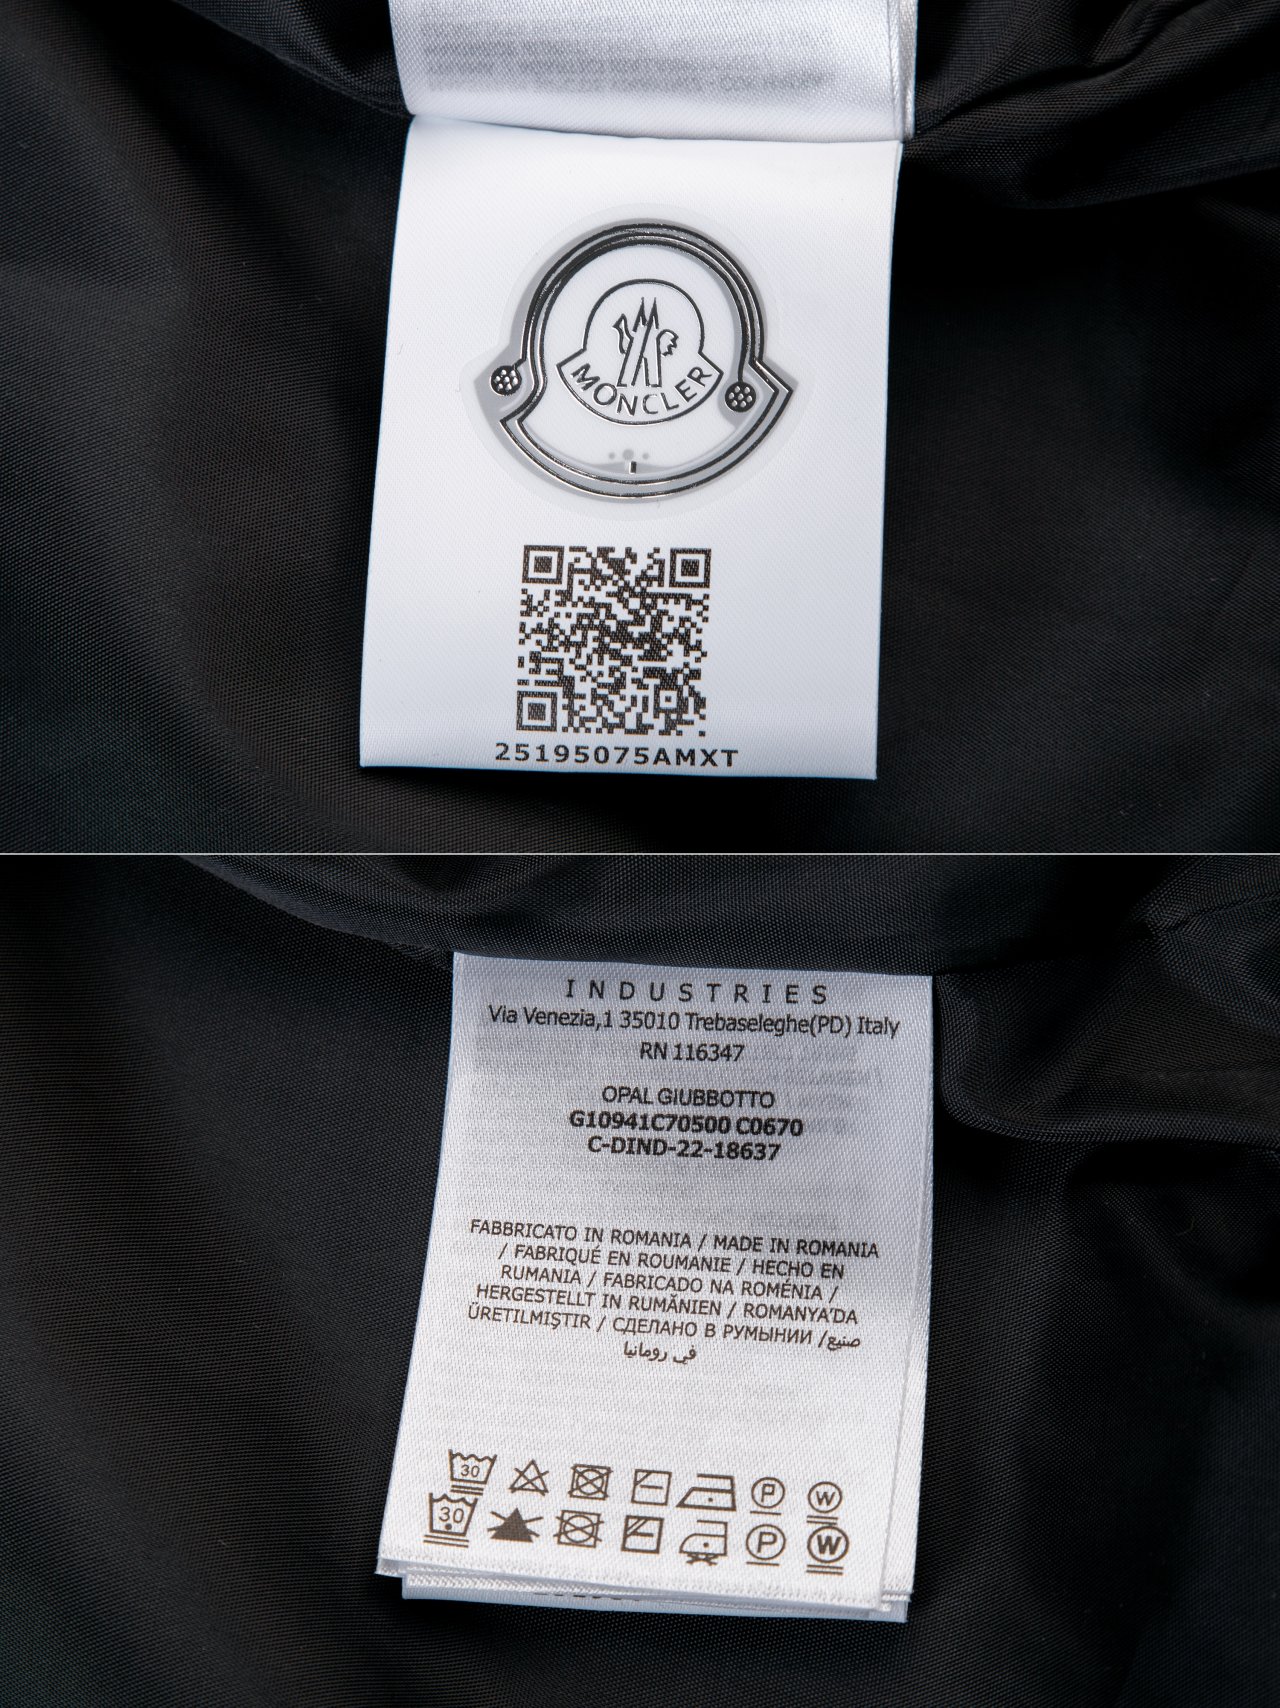 MONCLER
25195075AMXT
INDUSTRIES
Via Venezia,1 35010 Trebaseleghe(PD) Italy
RN 116347
OPAL GIUBBOTTO
G10941C70500 C0670
C-DIND-22-18637
FABBRICATO IN ROMANIA / MADE IN ROMANIA
/ FABRIQUÉ EN ROUMANIE / HECHO EN
RUMANIA / FABRICADO NA ROMÉNIA /
HERGESTELLT IN RUMÄNIEN / ROMANYA'DA
ÜRETILMIŞTIR / СДЕЛАНО В РУМЫНИИ /صنيع
في رومانيا
30 P W
30 P W